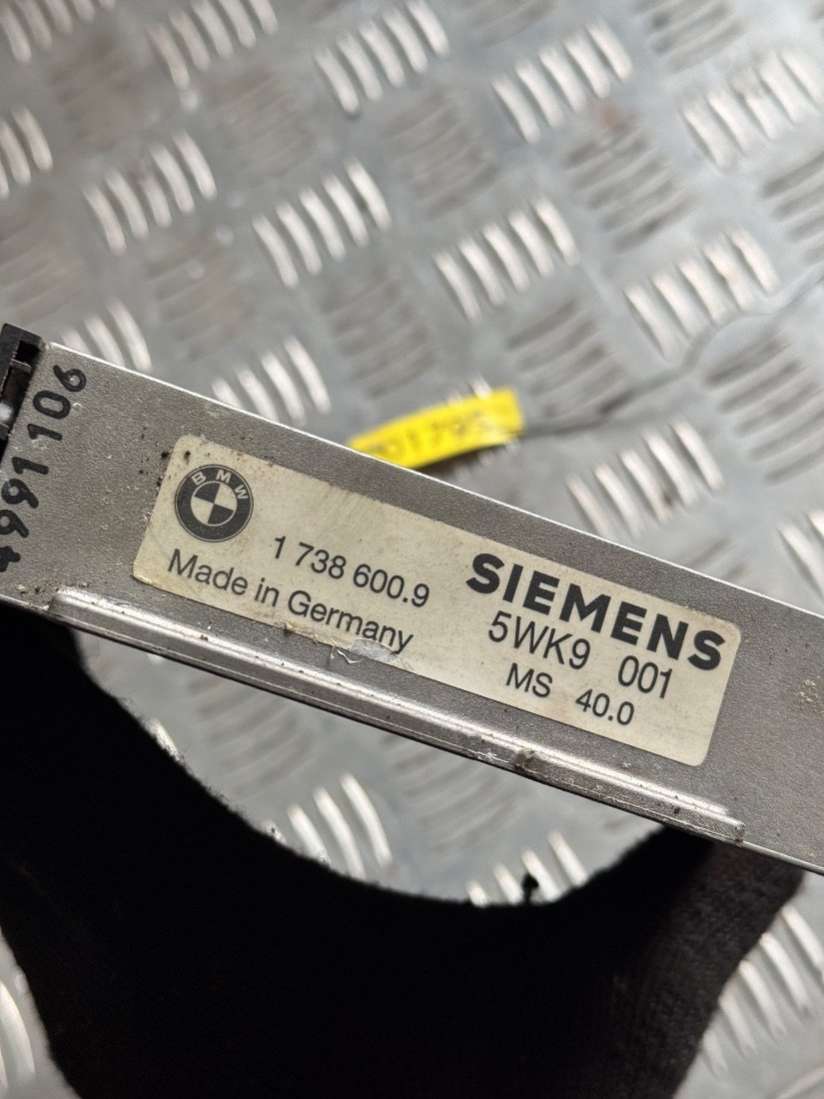 4991106
BMW
1 738 600.9
Made in Germany
SIEMENS
5WK9 001
MS 40.0